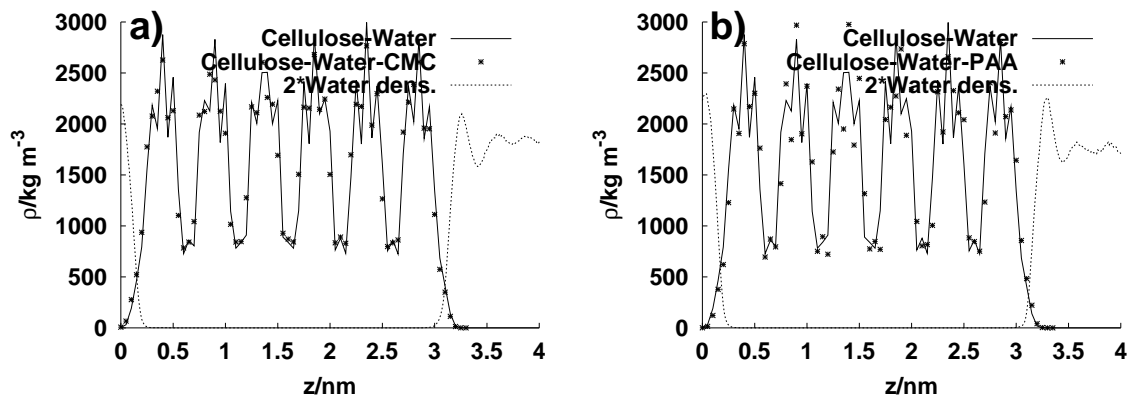 a)
Cellulose-Water
Cellulose-Water-CMC
2*Water dens.
3000
2500
2000
1500
1000
500
0
ρ/kg m⁻³
0 0.5 1 1.5 2 2.5 3 3.5 4
z/nm
b)
Cellulose-Water
Cellulose-Water-PAA
2*Water dens.
3000
2500
2000
1500
1000
500
0
ρ/kg m⁻³
0 0.5 1 1.5 2 2.5 3 3.5 4
z/nm